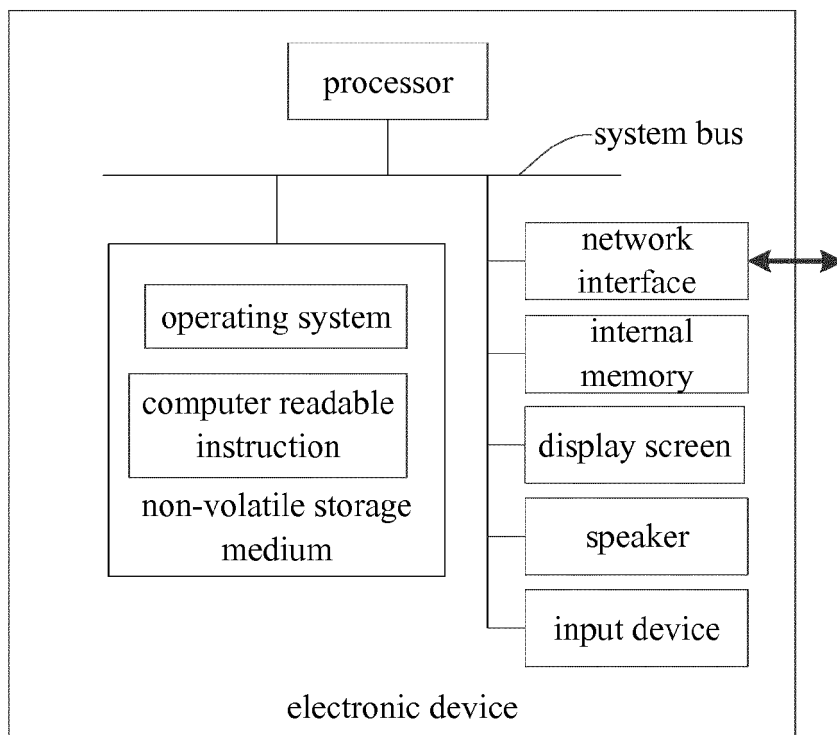 processor
system bus
network
interface
operating system
internal
memory
computer readable
instruction
display screen
non-volatile storage
medium
speaker
input device
electronic device